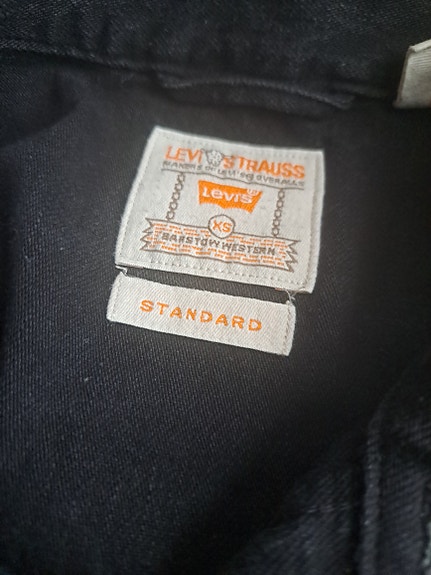 LEVI STRAUSS
MAKERS OF LEVI'S® OVERALLS
Levi's
XS
BARSTOW WESTERN
STANDARD